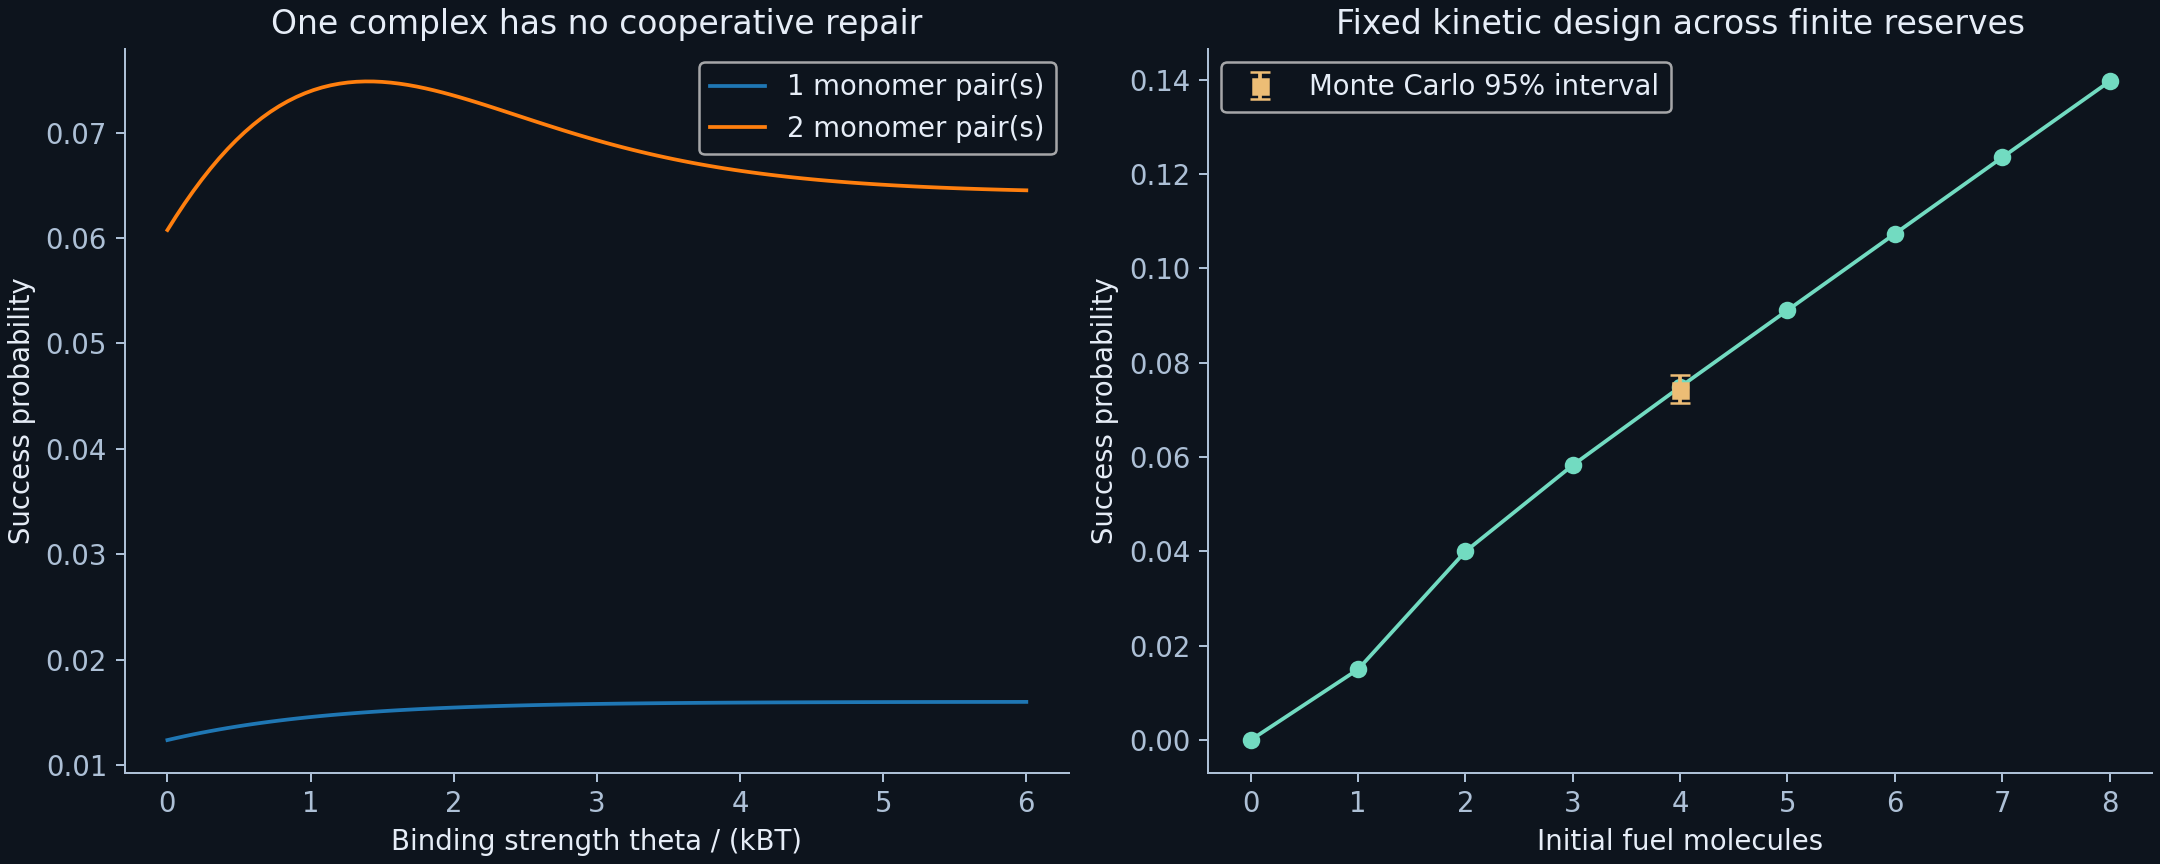 One complex has no cooperative repair
1 monomer pair(s)
2 monomer pair(s)
Success probability
0.07
0.06
0.05
0.04
0.03
0.02
0.01
0 1 2 3 4 5 6
Binding strength theta / (kBT)
Fixed kinetic design across finite reserves
Monte Carlo 95% interval
Success probability
0.14
0.12
0.10
0.08
0.06
0.04
0.02
0.00
0 1 2 3 4 5 6 7 8
Initial fuel molecules